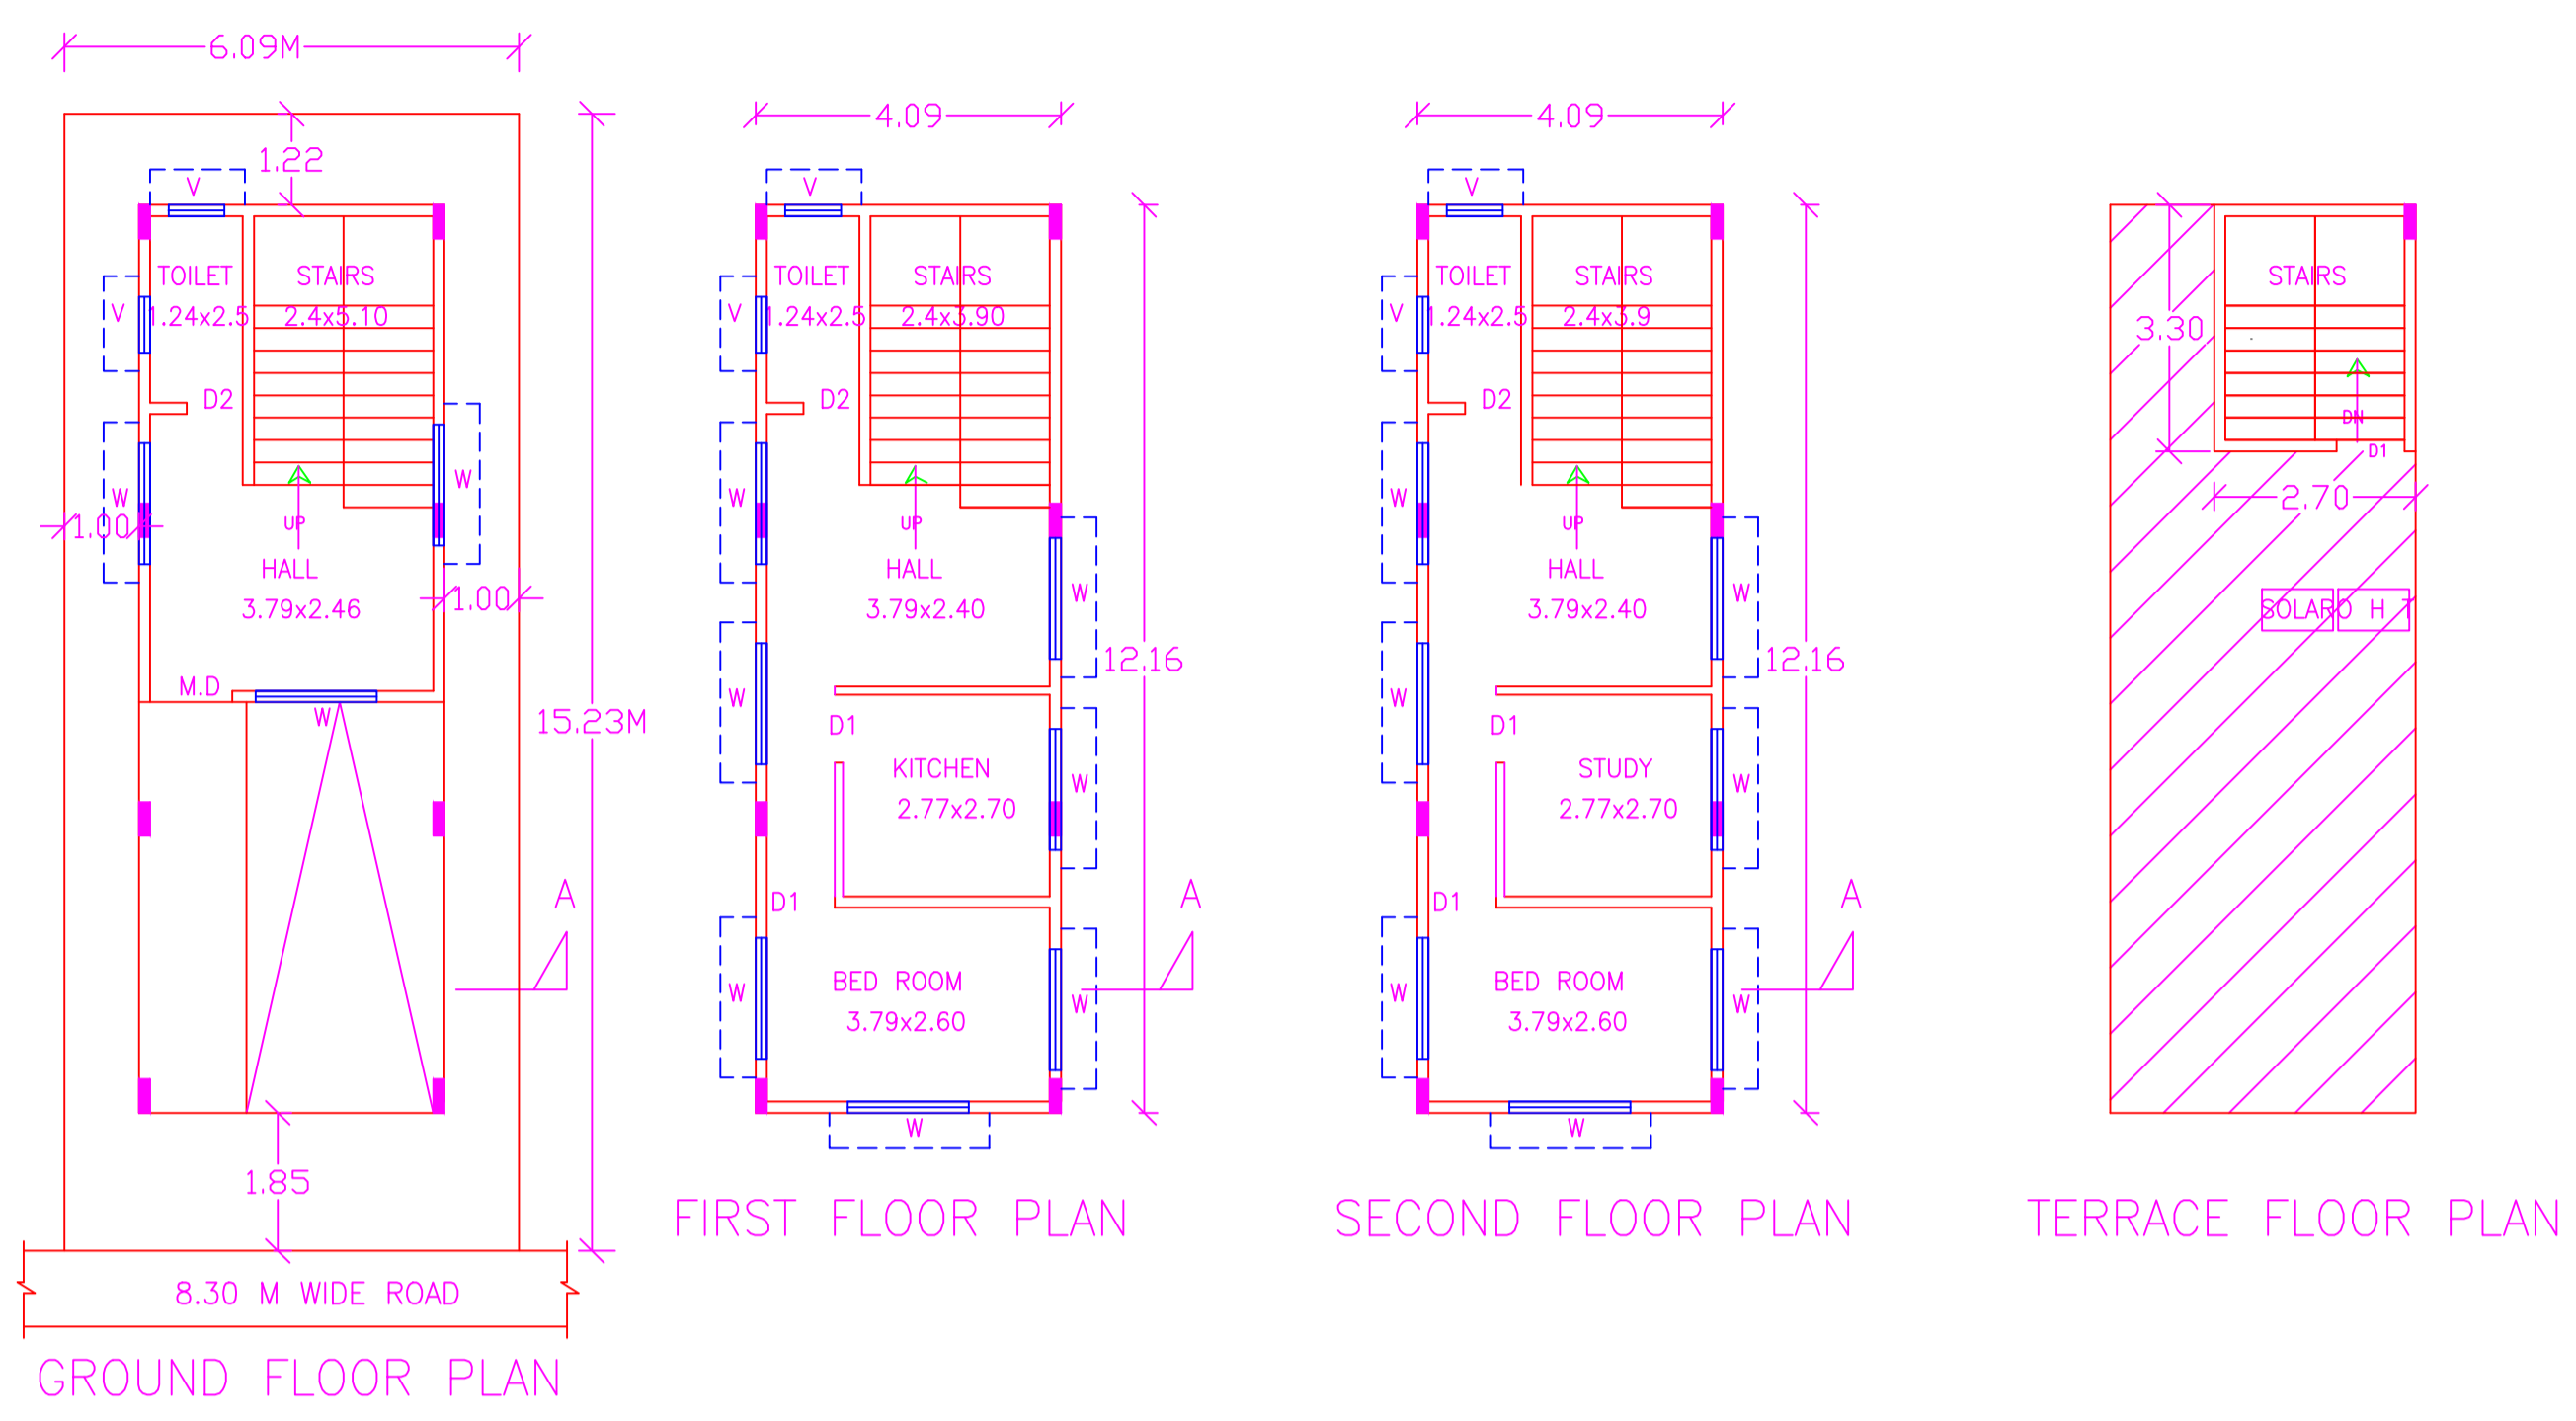 6.09M
1.22
V
TOILET
1.24x2.5
STAIRS
2.4x5.10
V
D2
W
W
UP
1.00
HALL
3.79x2.46
1.00
M.D
W
15.23M
A
1.85
8.30 M WIDE ROAD
GROUND FLOOR PLAN
4.09
V
TOILET
1.24x2.5
STAIRS
2.4x3.90
V
D2
W
UP
HALL
3.79x2.40
W
12.16
W
D1
KITCHEN
2.77x2.70
W
D1
A
BED ROOM
3.79x2.60
W
W
W
FIRST FLOOR PLAN
4.09
V
TOILET
1.24x2.5
STAIRS
2.4x3.9
V
D2
W
UP
HALL
3.79x2.40
W
12.16
W
D1
STUDY
2.77x2.70
W
D1
A
BED ROOM
3.79x2.60
W
W
W
SECOND FLOOR PLAN
STAIRS
3.30
DN
D1
2.70
SOLAR
O H T
TERRACE FLOOR PLAN